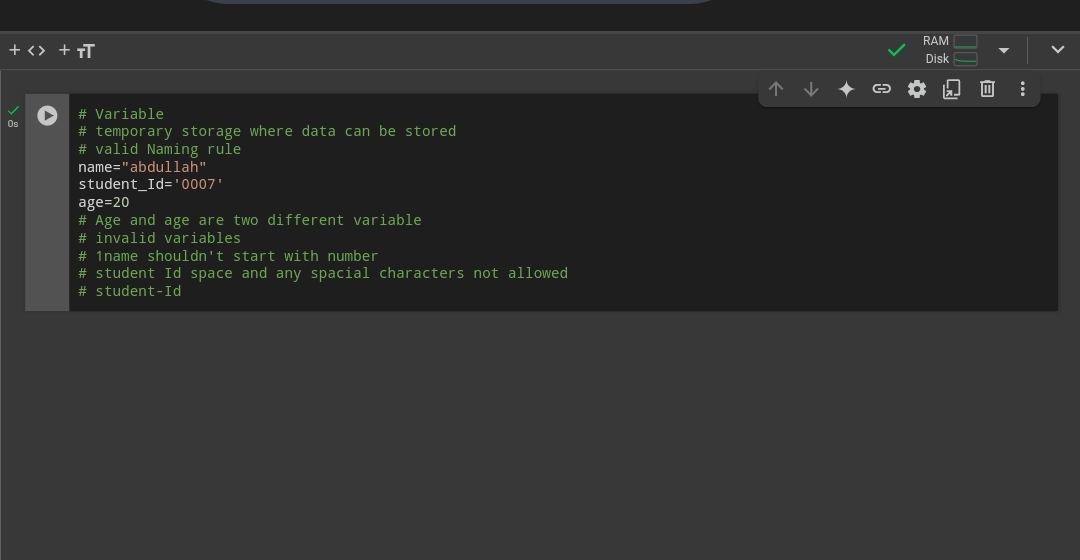 + <> + TT
RAM
Disk
0s
# Variable
# temporary storage where data can be stored
# valid Naming rule
name="abdullah"
student_Id='0007'
age=20
# Age and age are two different variable
# invalid variables
# 1name shouldn't start with number
# student Id space and any spacial characters not allowed
# student-Id